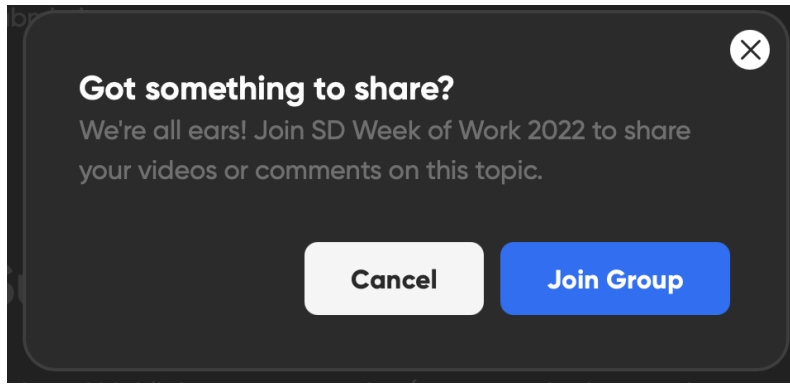 Got something to share?
We're all ears! Join SD Week of Work 2022 to share
your videos or comments on this topic.
Cancel
Join Group